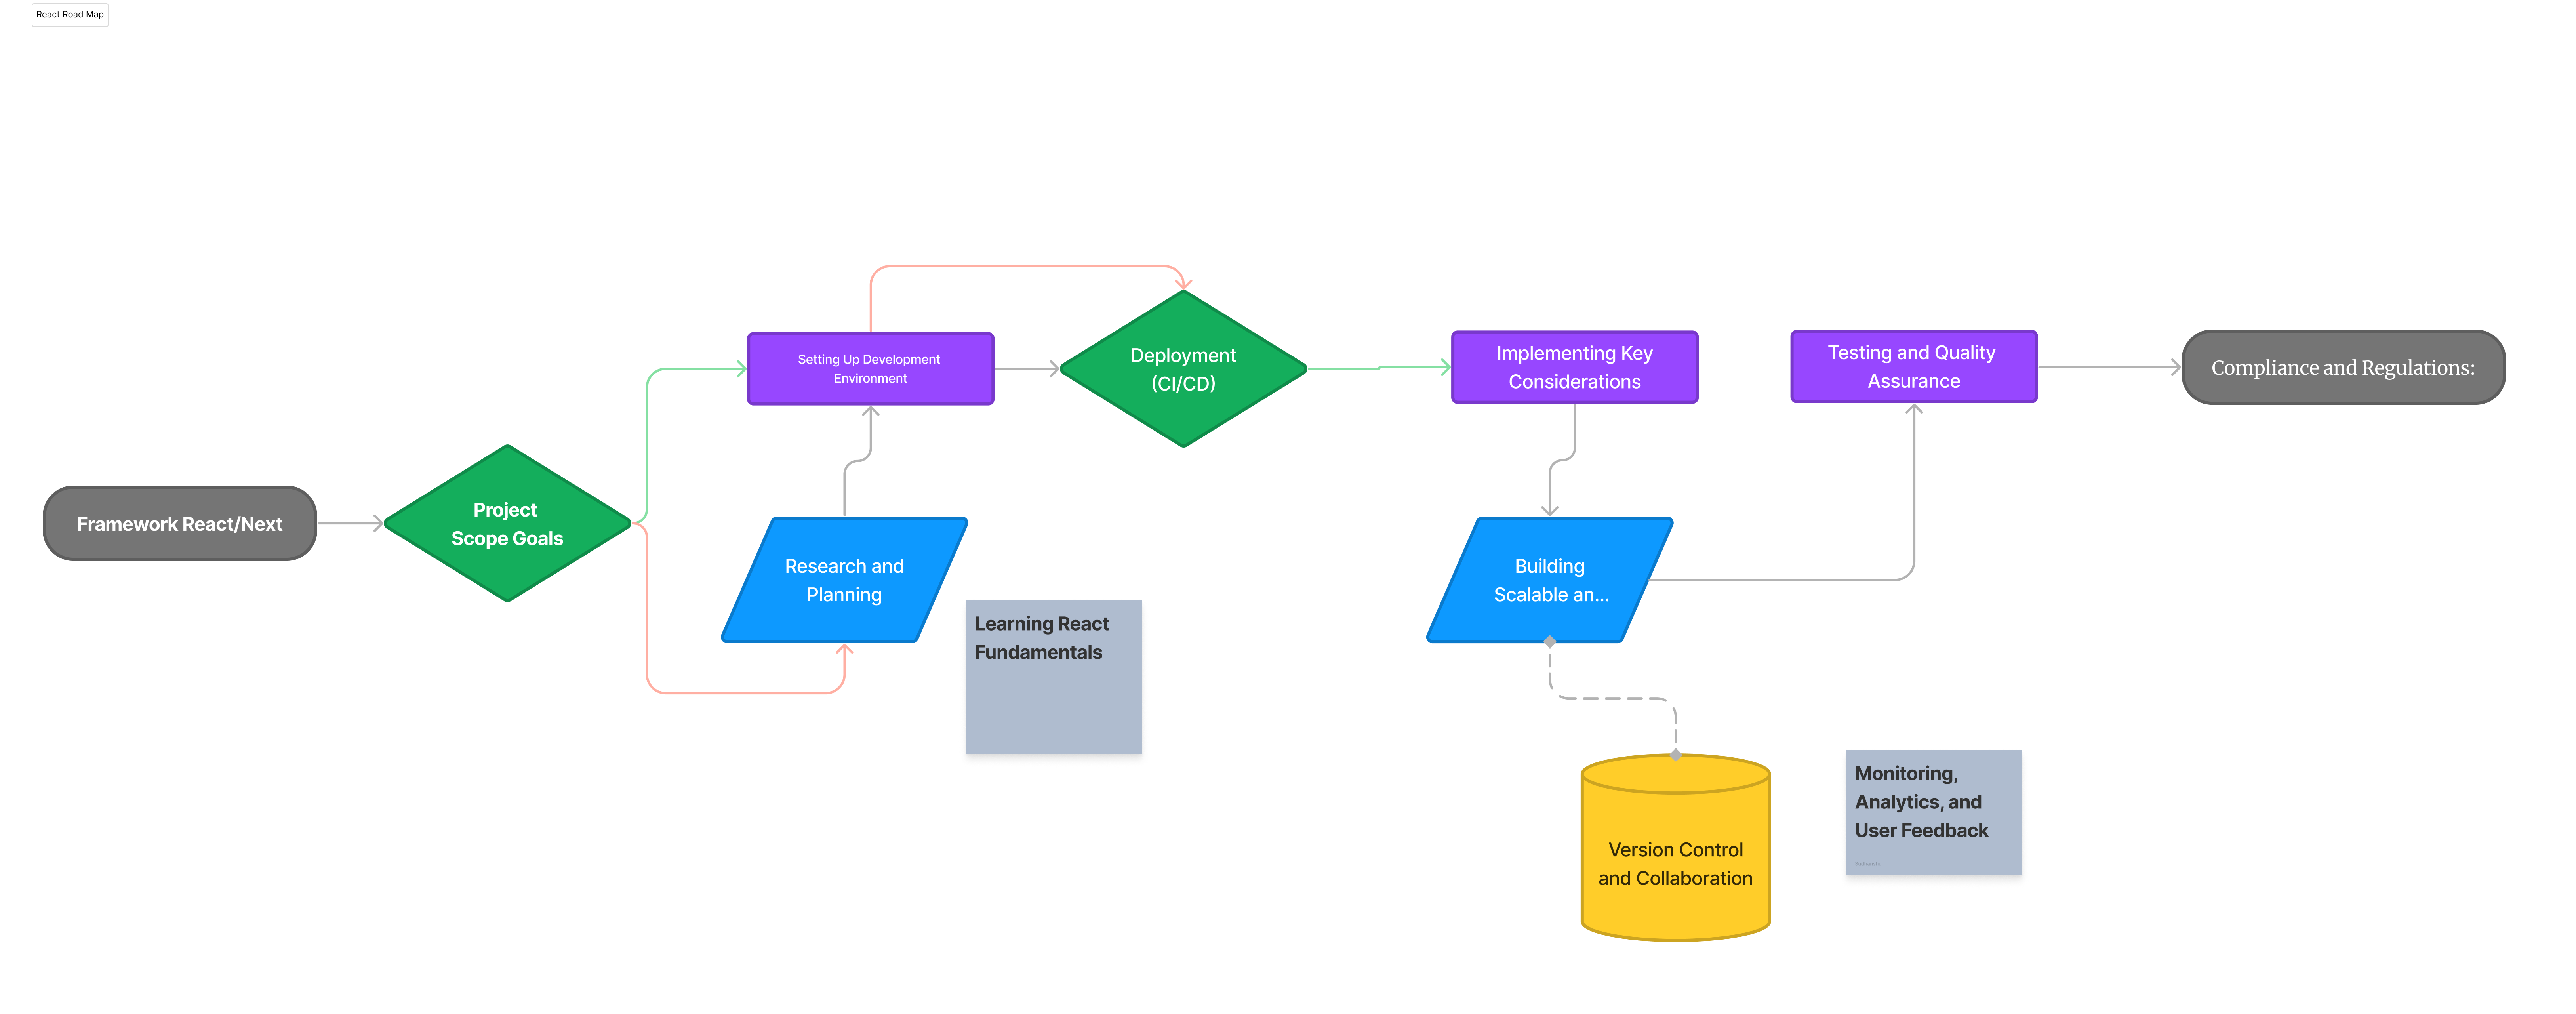 React Road Map
Framework React/Next
Project
Scope Goals
Setting Up Development
Environment
Research and
Planning
Learning React
Fundamentals
Deployment
(CI/CD)
Implementing Key
Considerations
Building
Scalable an...
Version Control
and Collaboration
Testing and Quality
Assurance
Monitoring,
Analytics, and
User Feedback
Compliance and Regulations: